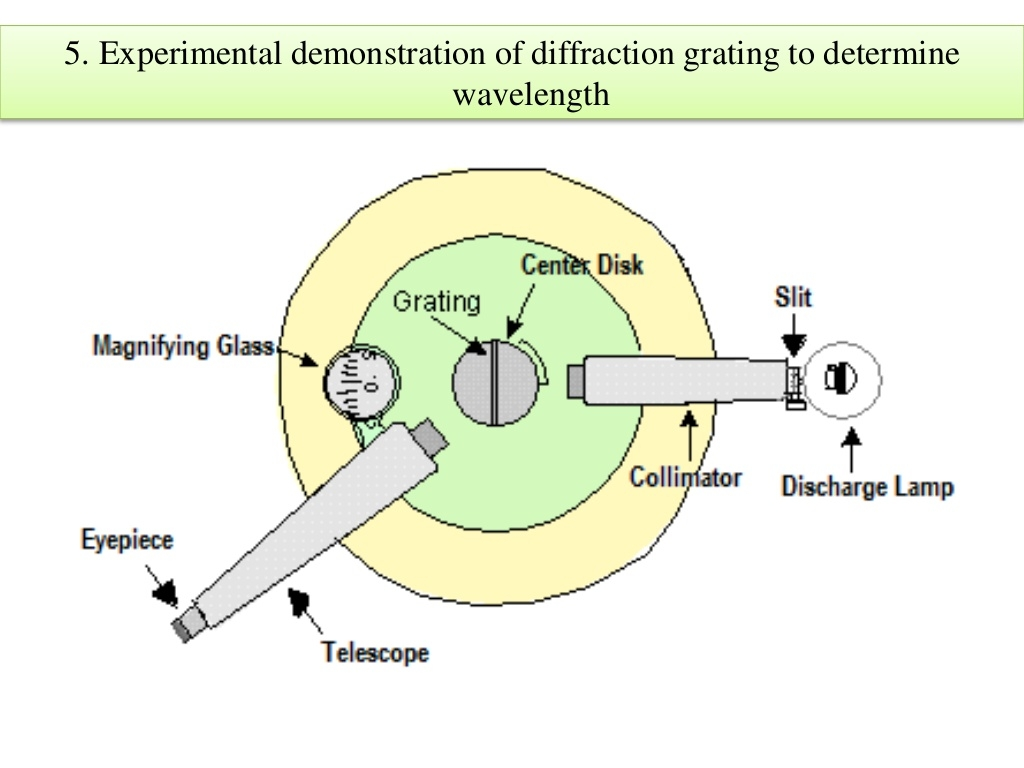 5. Experimental demonstration of diffraction grating to determine
wavelength
Center Disk
Grating
Slit
Magnifying Glass
Collimator
Discharge Lamp
Eyepiece
Telescope